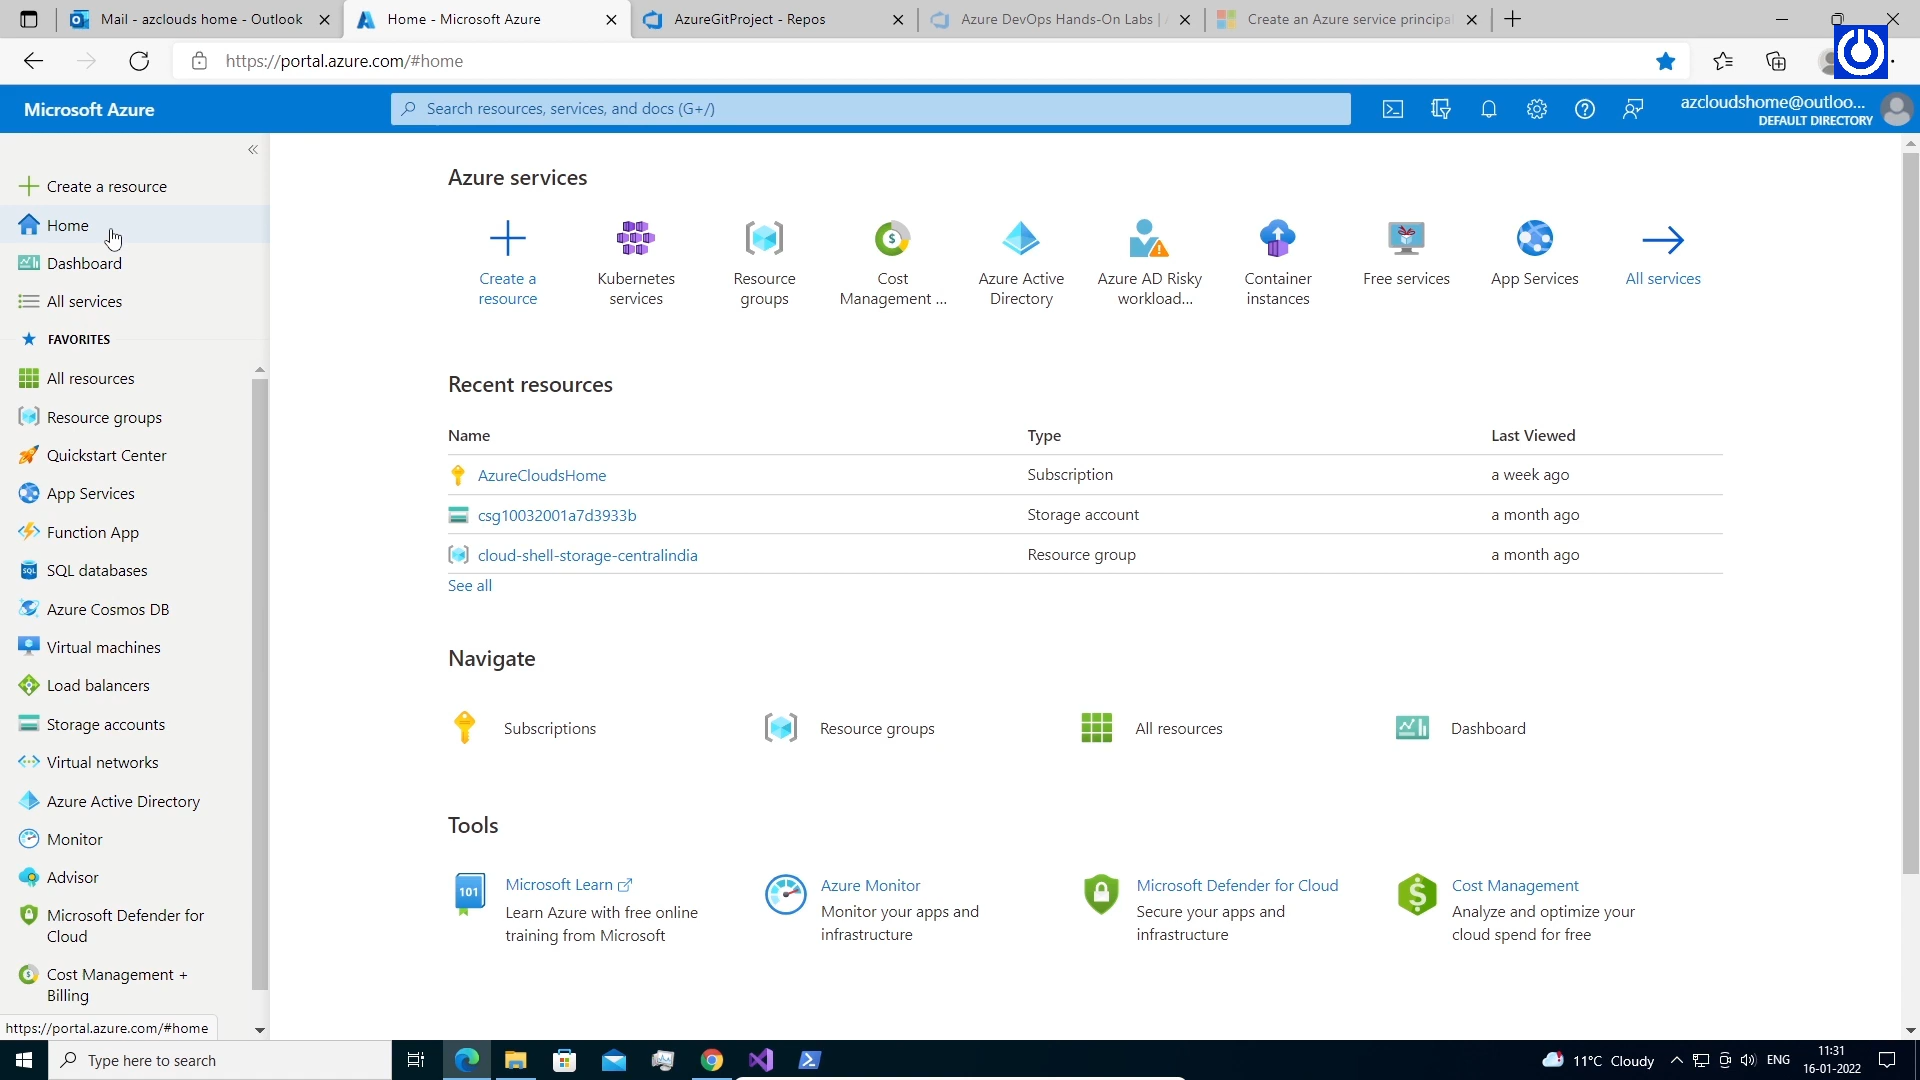 Mail - azclouds home - Outlook
Home - Microsoft Azure
AzureGitProject - Repos
Azure DevOps Hands-On Labs |
Create an Azure service principal
https://portal.azure.com/#home
Microsoft Azure
Search resources, services, and docs (G+/)
azcloudshome@outloo...
DEFAULT DIRECTORY
Create a resource
Home
Dashboard
All services
FAVORITES
All resources
Resource groups
Quickstart Center
App Services
Function App
SQL databases
Azure Cosmos DB
Virtual machines
Load balancers
Storage accounts
Virtual networks
Azure Active Directory
Monitor
Advisor
Microsoft Defender for
Cloud
Cost Management +
Billing
https://portal.azure.com/#home
Azure services
Create a
resource
Kubernetes
services
Resource
groups
Cost
Management ...
Azure Active
Directory
Azure AD Risky
workload...
Container
instances
Free services
App Services
All services
Recent resources
Name Type Last Viewed
AzureCloudsHome Subscription a week ago
csg10032001a7d3933b Storage account a month ago
cloud-shell-storage-centralindia Resource group a month ago
See all
Navigate
Subscriptions
Resource groups
All resources
Dashboard
Tools
101
Microsoft Learn
Learn Azure with free online
training from Microsoft
Azure Monitor
Monitor your apps and
infrastructure
Microsoft Defender for Cloud
Secure your apps and
infrastructure
Cost Management
Analyze and optimize your
cloud spend for free
Type here to search
11°C Cloudy
ENG
11:31
16-01-2022